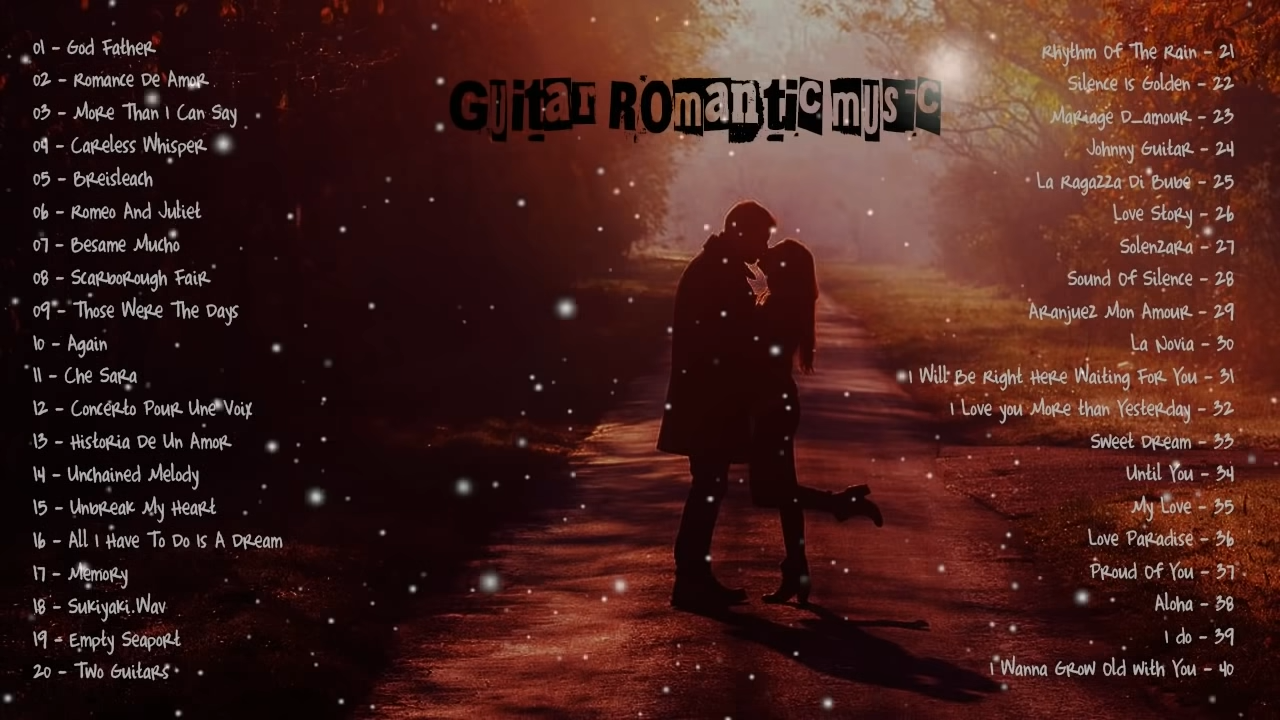 Guitar Romantic music
01 - God Father
02 - Romance De Amor
03 - More Than I Can Say
04 - Careless Whisper
05 - Breisleach
06 - Romeo And Juliet
07 - Besame Mucho
08 - Scarborough Fair
09 - Those Were The Days
10 - Again
11 - Che Sara
12 - Concerto Pour Une Voix
13 - Historia De Un Amor
14 - Unchained Melody
15 - Unbreak My Heart
16 - All I Have To Do Is A Dream
17 - Memory
18 - Sukiyaki.Wav
19 - Empty Seaport
20 - Two Guitars
Rhythm Of The Rain - 21
Silence Is Golden - 22
Mariage D_amour - 23
Johnny Guitar - 24
La Ragazza Di Bube - 25
Love Story - 26
Solenzara - 27
Sound Of Silence - 28
Aranjuez Mon Amour - 29
La Novia - 30
I Will Be Right Here Waiting For You - 31
I Love you More than Yesterday - 32
Sweet Dream - 33
Until You - 34
My Love - 35
Love Paradise - 36
Proud Of You - 37
Aloha - 38
I do - 39
I Wanna Grow Old With You - 40